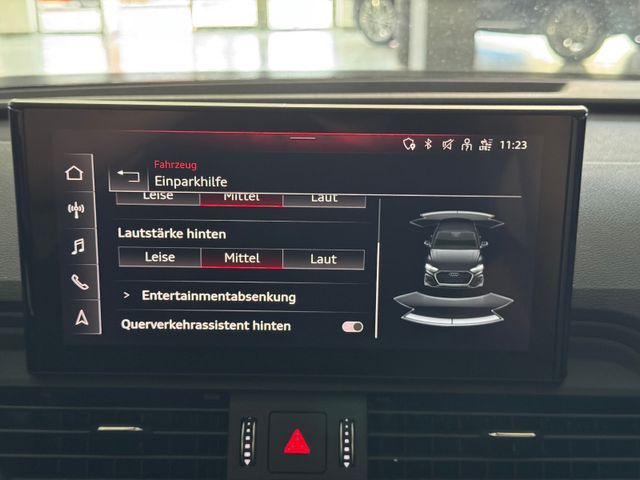 11:23
Fahrzeug
Einparkhilfe
Leise Mittel Laut
Lautstärke hinten
Leise Mittel Laut
> Entertainmentabsenkung
Querverkehrassistent hinten